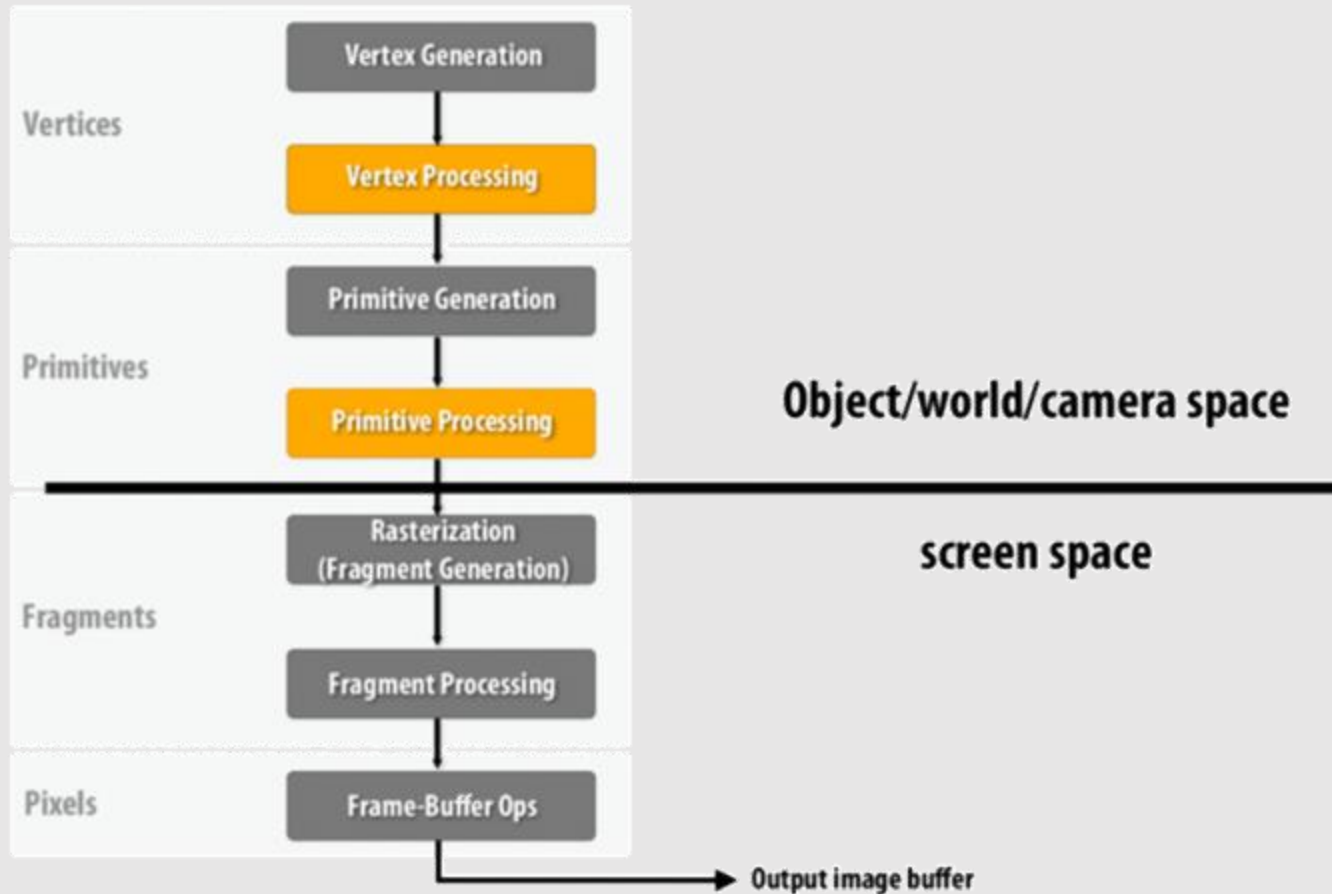 Vertex Generation
Vertices
Vertex Processing
Primitive Generation
Primitives
Object/world/camera space
Primitive Processing
Rasterization
(Fragment Generation)
screen space
Fragments
Fragment Processing
Pixels
Frame-Buffer Ops
Output image buffer